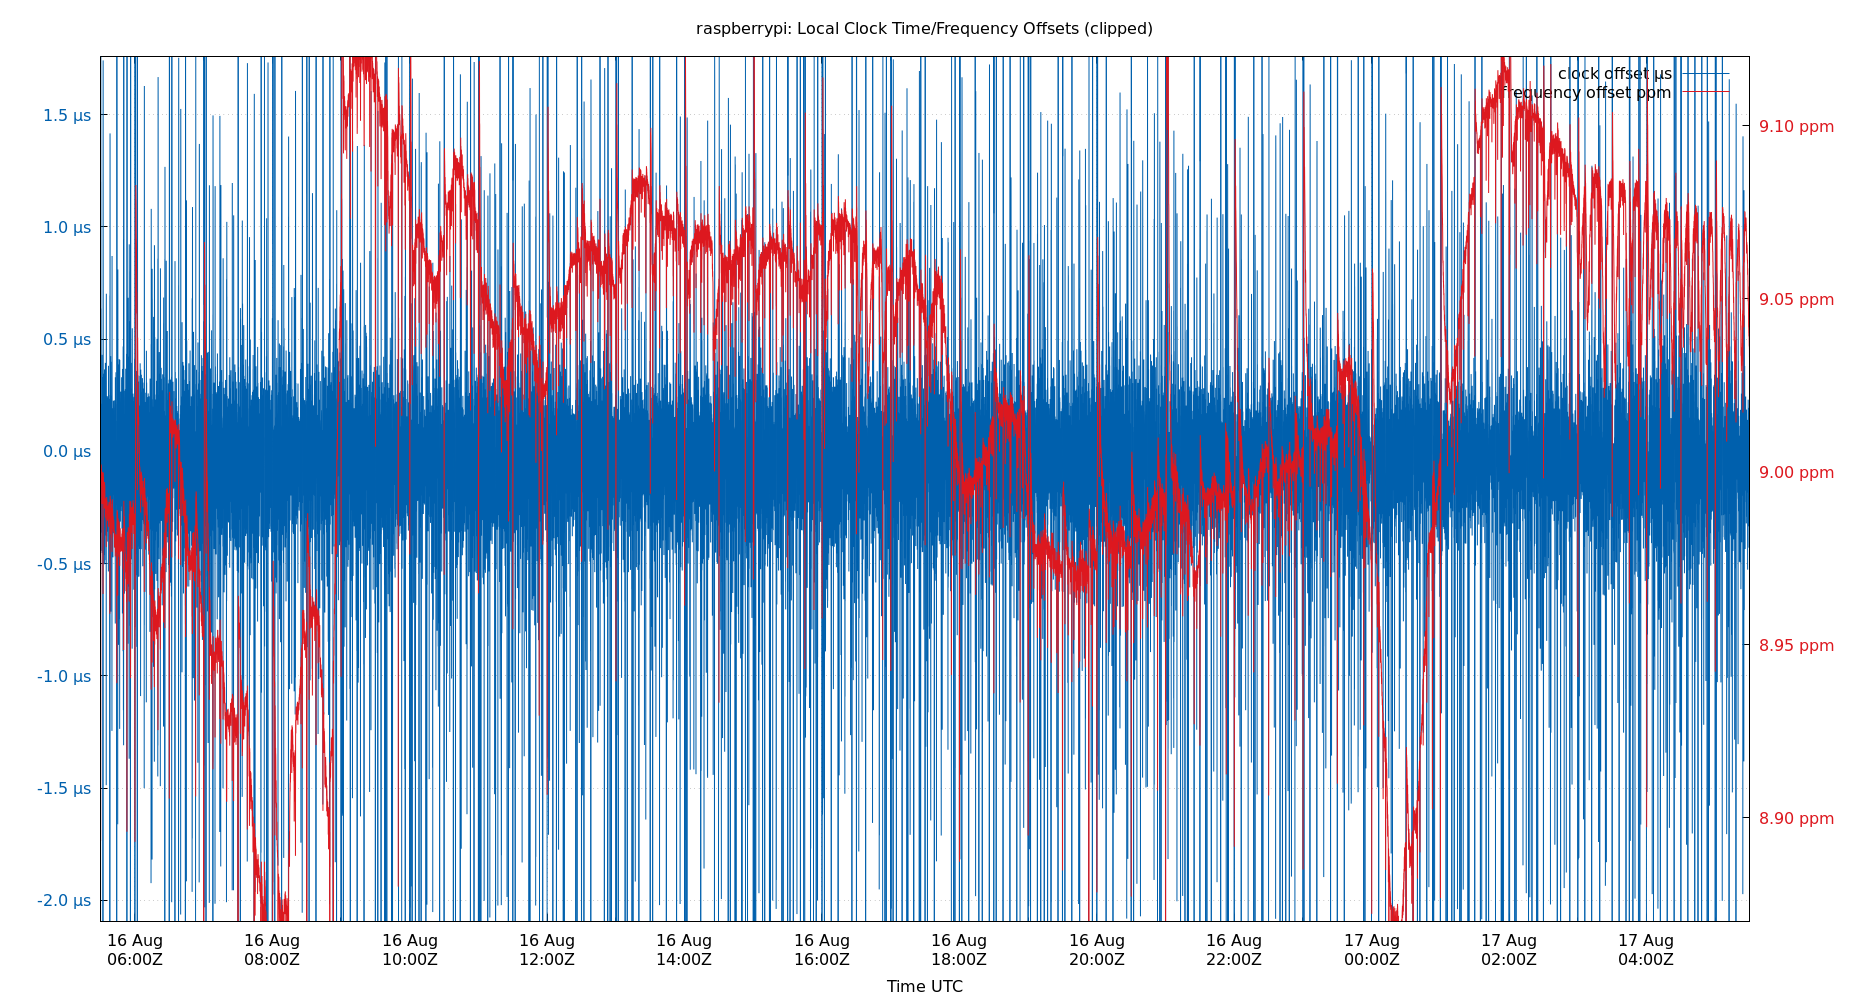 raspberrypi: Local Clock Time/Frequency Offsets (clipped)
clock offset µs
frequency offset ppm
1.5 µs
1.0 µs
0.5 µs
0.0 µs
-0.5 µs
-1.0 µs
-1.5 µs
-2.0 µs
9.10 ppm
9.05 ppm
9.00 ppm
8.95 ppm
8.90 ppm
16 Aug 16 Aug 16 Aug 16 Aug 16 Aug 16 Aug 16 Aug 16 Aug 16 Aug 17 Aug 17 Aug 17 Aug
06:00Z 08:00Z 10:00Z 12:00Z 14:00Z 16:00Z 18:00Z 20:00Z 22:00Z 00:00Z 02:00Z 04:00Z
Time UTC